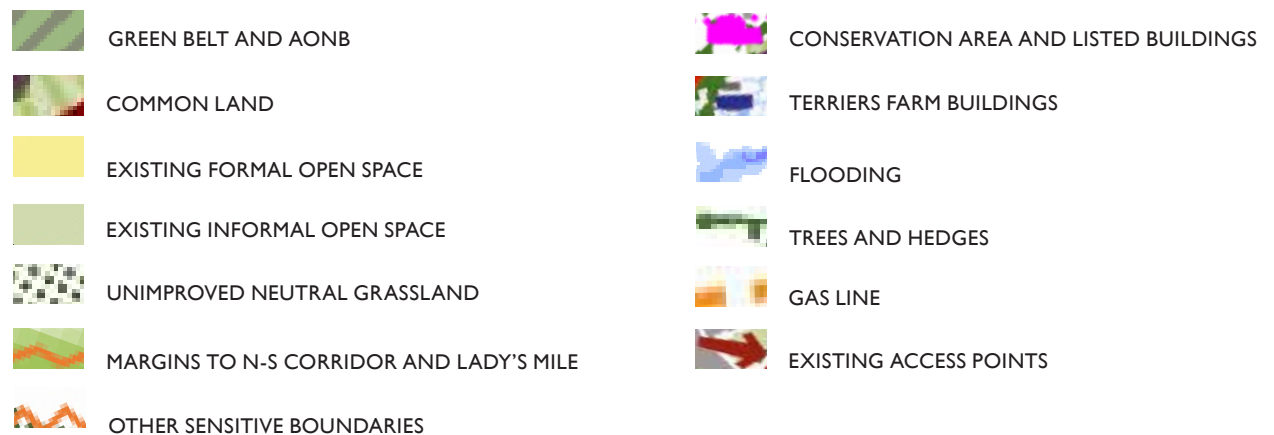 GREEN BELT AND AONB
COMMON LAND
EXISTING FORMAL OPEN SPACE
EXISTING INFORMAL OPEN SPACE
UNIMPROVED NEUTRAL GRASSLAND
MARGINS TO N-S CORRIDOR AND LADY'S MILE
OTHER SENSITIVE BOUNDARIES
CONSERVATION AREA AND LISTED BUILDINGS
TERRIERS FARM BUILDINGS
FLOODING
TREES AND HEDGES
GAS LINE
EXISTING ACCESS POINTS